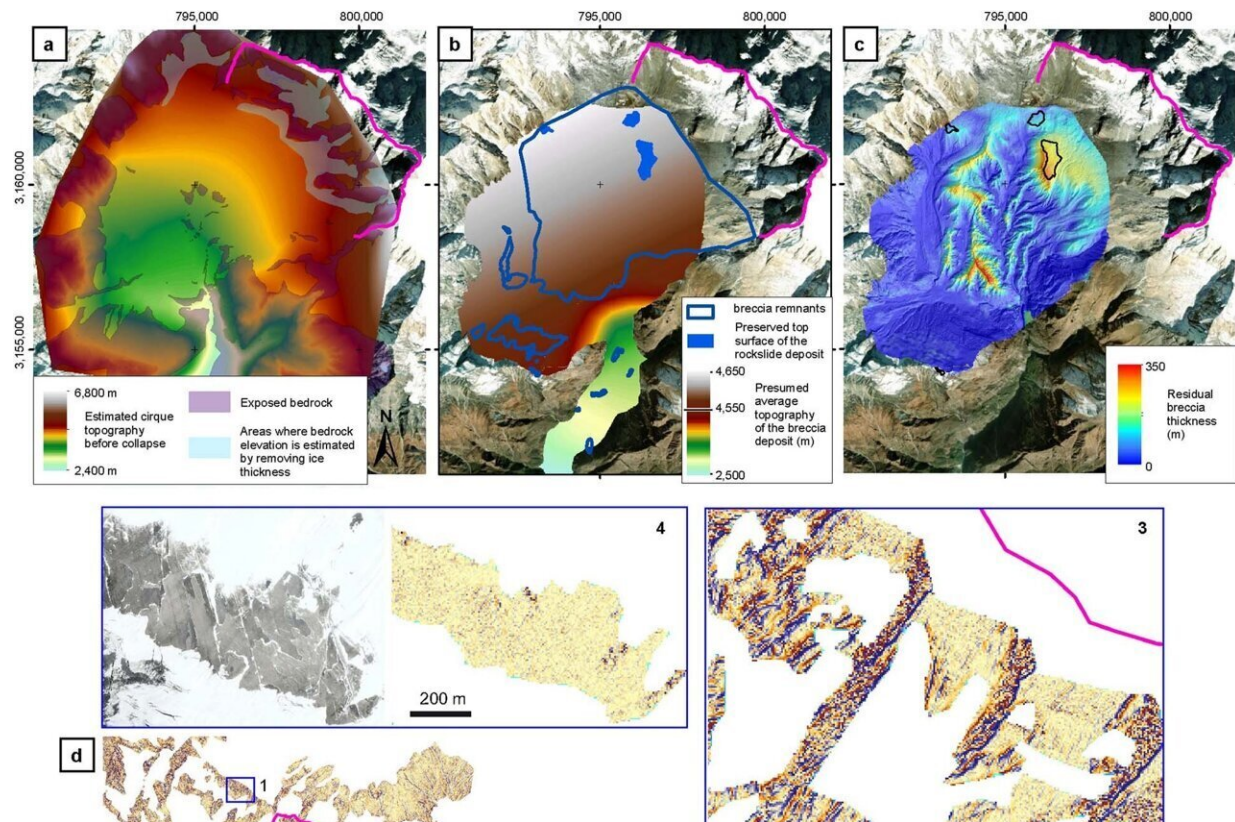 795,000 800,000 795,000 800,000 795,000 800,000
a b c
3,160,000
3,155,000
6,800 m
Estimated cirque
topography
before collapse
2,400 m
Exposed bedrock
Areas where bedrock
elevation is estimated
by removing ice
thickness
N
breccia remnants
Preserved top
surface of the
rockslide deposit
4,650
4,550
2,500
Presumed
average
topography
of the breccia
deposit (m)
350
0
Residual
breccia
thickness
(m)
4
200 m
3
d
1